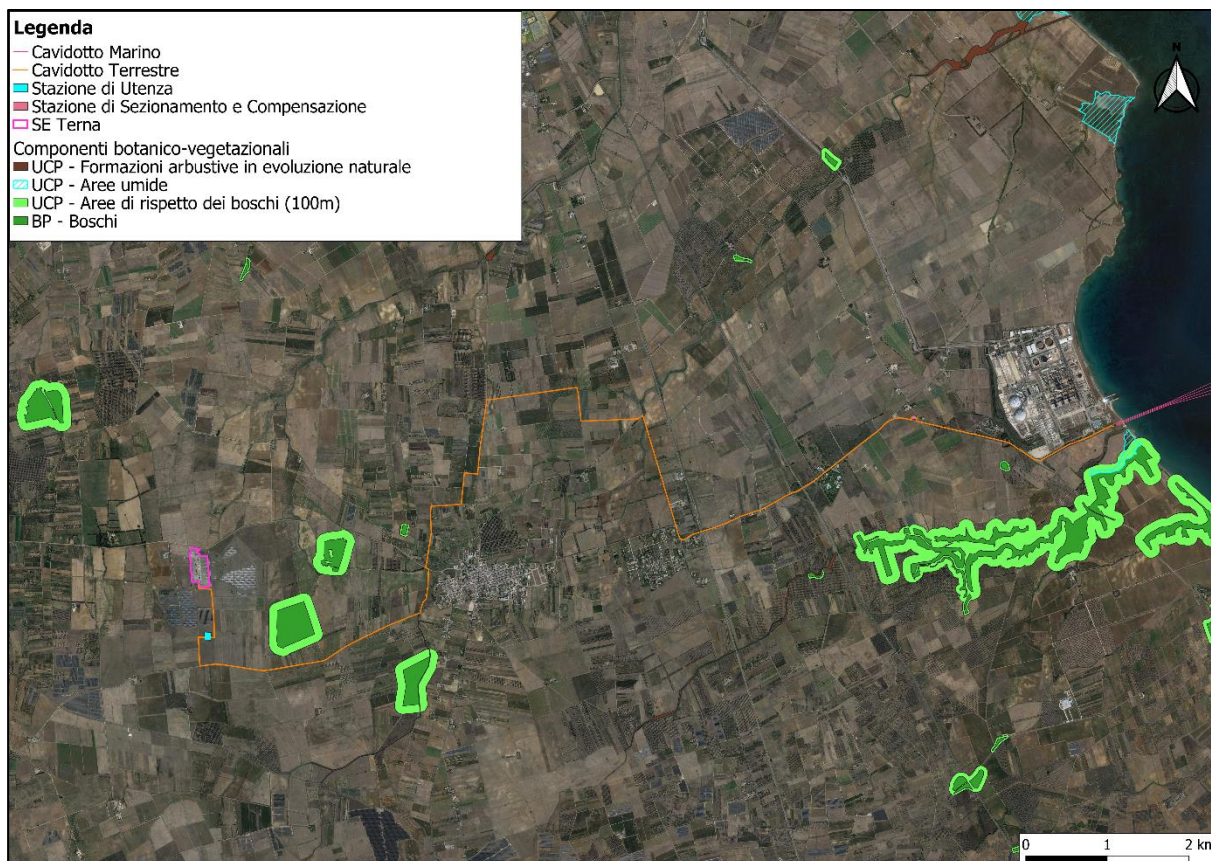 Legenda
Cavidotto Marino
Cavidotto Terrestre
Stazione di Utenza
Stazione di Sezionamento e Compensazione
SE Terna
Componenti botanico-vegetazionali
UCP - Formazioni arbustive in evoluzione naturale
UCP - Aree umide
UCP - Aree di rispetto dei boschi (100m)
BP - Boschi
N
0 1 2 km